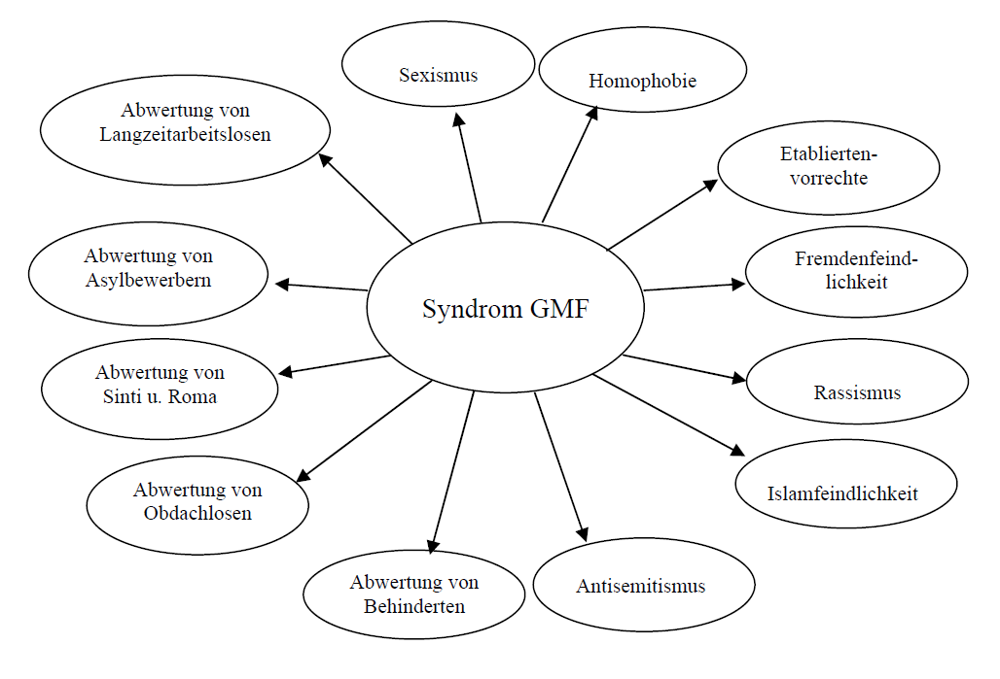 Sexismus
Homophobie
Abwertung von
Langzeitarbeitslosen
Etablierten-
vorrechte
Abwertung von
Asylbewerbern
Fremdenfeind-
lichkeit
Syndrom GMF
Abwertung von
Sinti u. Roma
Rassismus
Abwertung von
Obdachlosen
Islamfeindlichkeit
Abwertung von
Behinderten
Antisemitismus